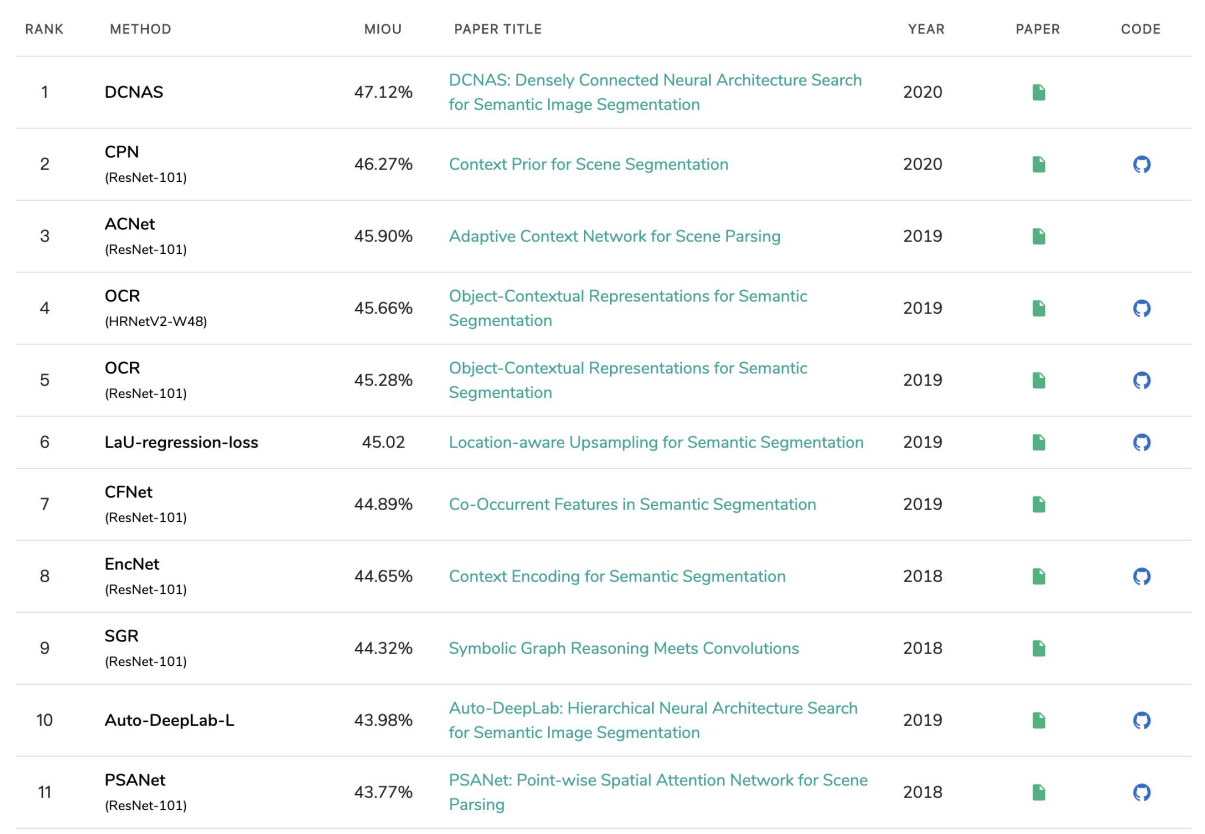 RANK METHOD MIOU PAPER TITLE YEAR PAPER CODE
1 DCNAS 47.12% DCNAS: Densely Connected Neural Architecture Search 2020
for Semantic Image Segmentation
2 CPN 46.27% Context Prior for Scene Segmentation 2020
(ResNet-101)
3 ACNet 45.90% Adaptive Context Network for Scene Parsing 2019
(ResNet-101)
4 OCR 45.66% Object-Contextual Representations for Semantic 2019
(HRNetV2-W48) Segmentation
5 OCR 45.28% Object-Contextual Representations for Semantic 2019
(ResNet-101) Segmentation
6 LaU-regression-loss 45.02 Location-aware Upsampling for Semantic Segmentation 2019
7 CFNet 44.89% Co-Occurrent Features in Semantic Segmentation 2019
(ResNet-101)
8 EncNet 44.65% Context Encoding for Semantic Segmentation 2018
(ResNet-101)
9 SGR 44.32% Symbolic Graph Reasoning Meets Convolutions 2018
(ResNet-101)
10 Auto-DeepLab-L 43.98% Auto-DeepLab: Hierarchical Neural Architecture Search 2019
for Semantic Image Segmentation
11 PSANet 43.77% PSANet: Point-wise Spatial Attention Network for Scene 2018
(ResNet-101) Parsing